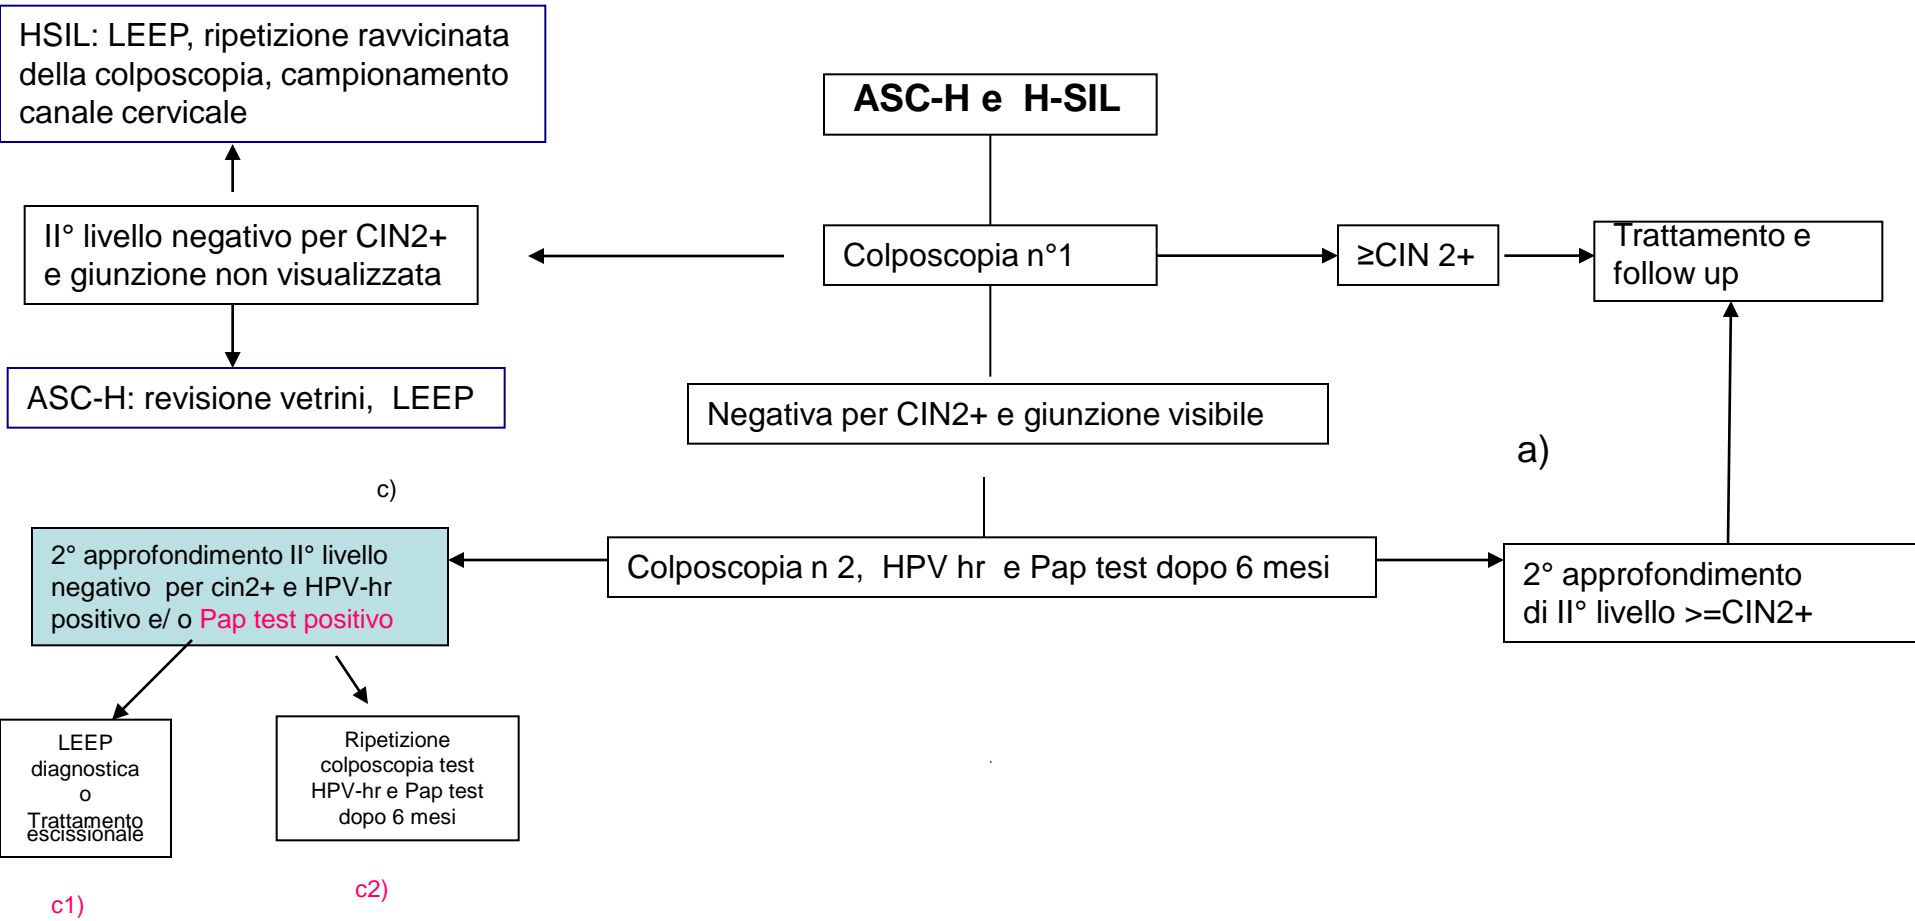 HSIL: LEEP, ripetizione ravvicinata
della colposcopia, campionamento
canale cervicale
ASC-H e  H-SIL
II° livello negativo per CIN2+
e giunzione non visualizzata
Colposcopia n°1
≥CIN 2+
Trattamento e
follow up
ASC-H: revisione vetrini,  LEEP
Negativa per CIN2+ e giunzione visibile
a)
c)
2° approfondimento II° livello
negativo  per cin2+ e HPV-hr
positivo e/ o Pap test positivo
Colposcopia n 2,  HPV hr  e Pap test dopo 6 mesi
2° approfondimento
di II° livello >=CIN2+
LEEP
diagnostica
o
Trattamento
escissionale
Ripetizione
colposcopia test
HPV-hr e Pap test
dopo 6 mesi
c1)
c2)